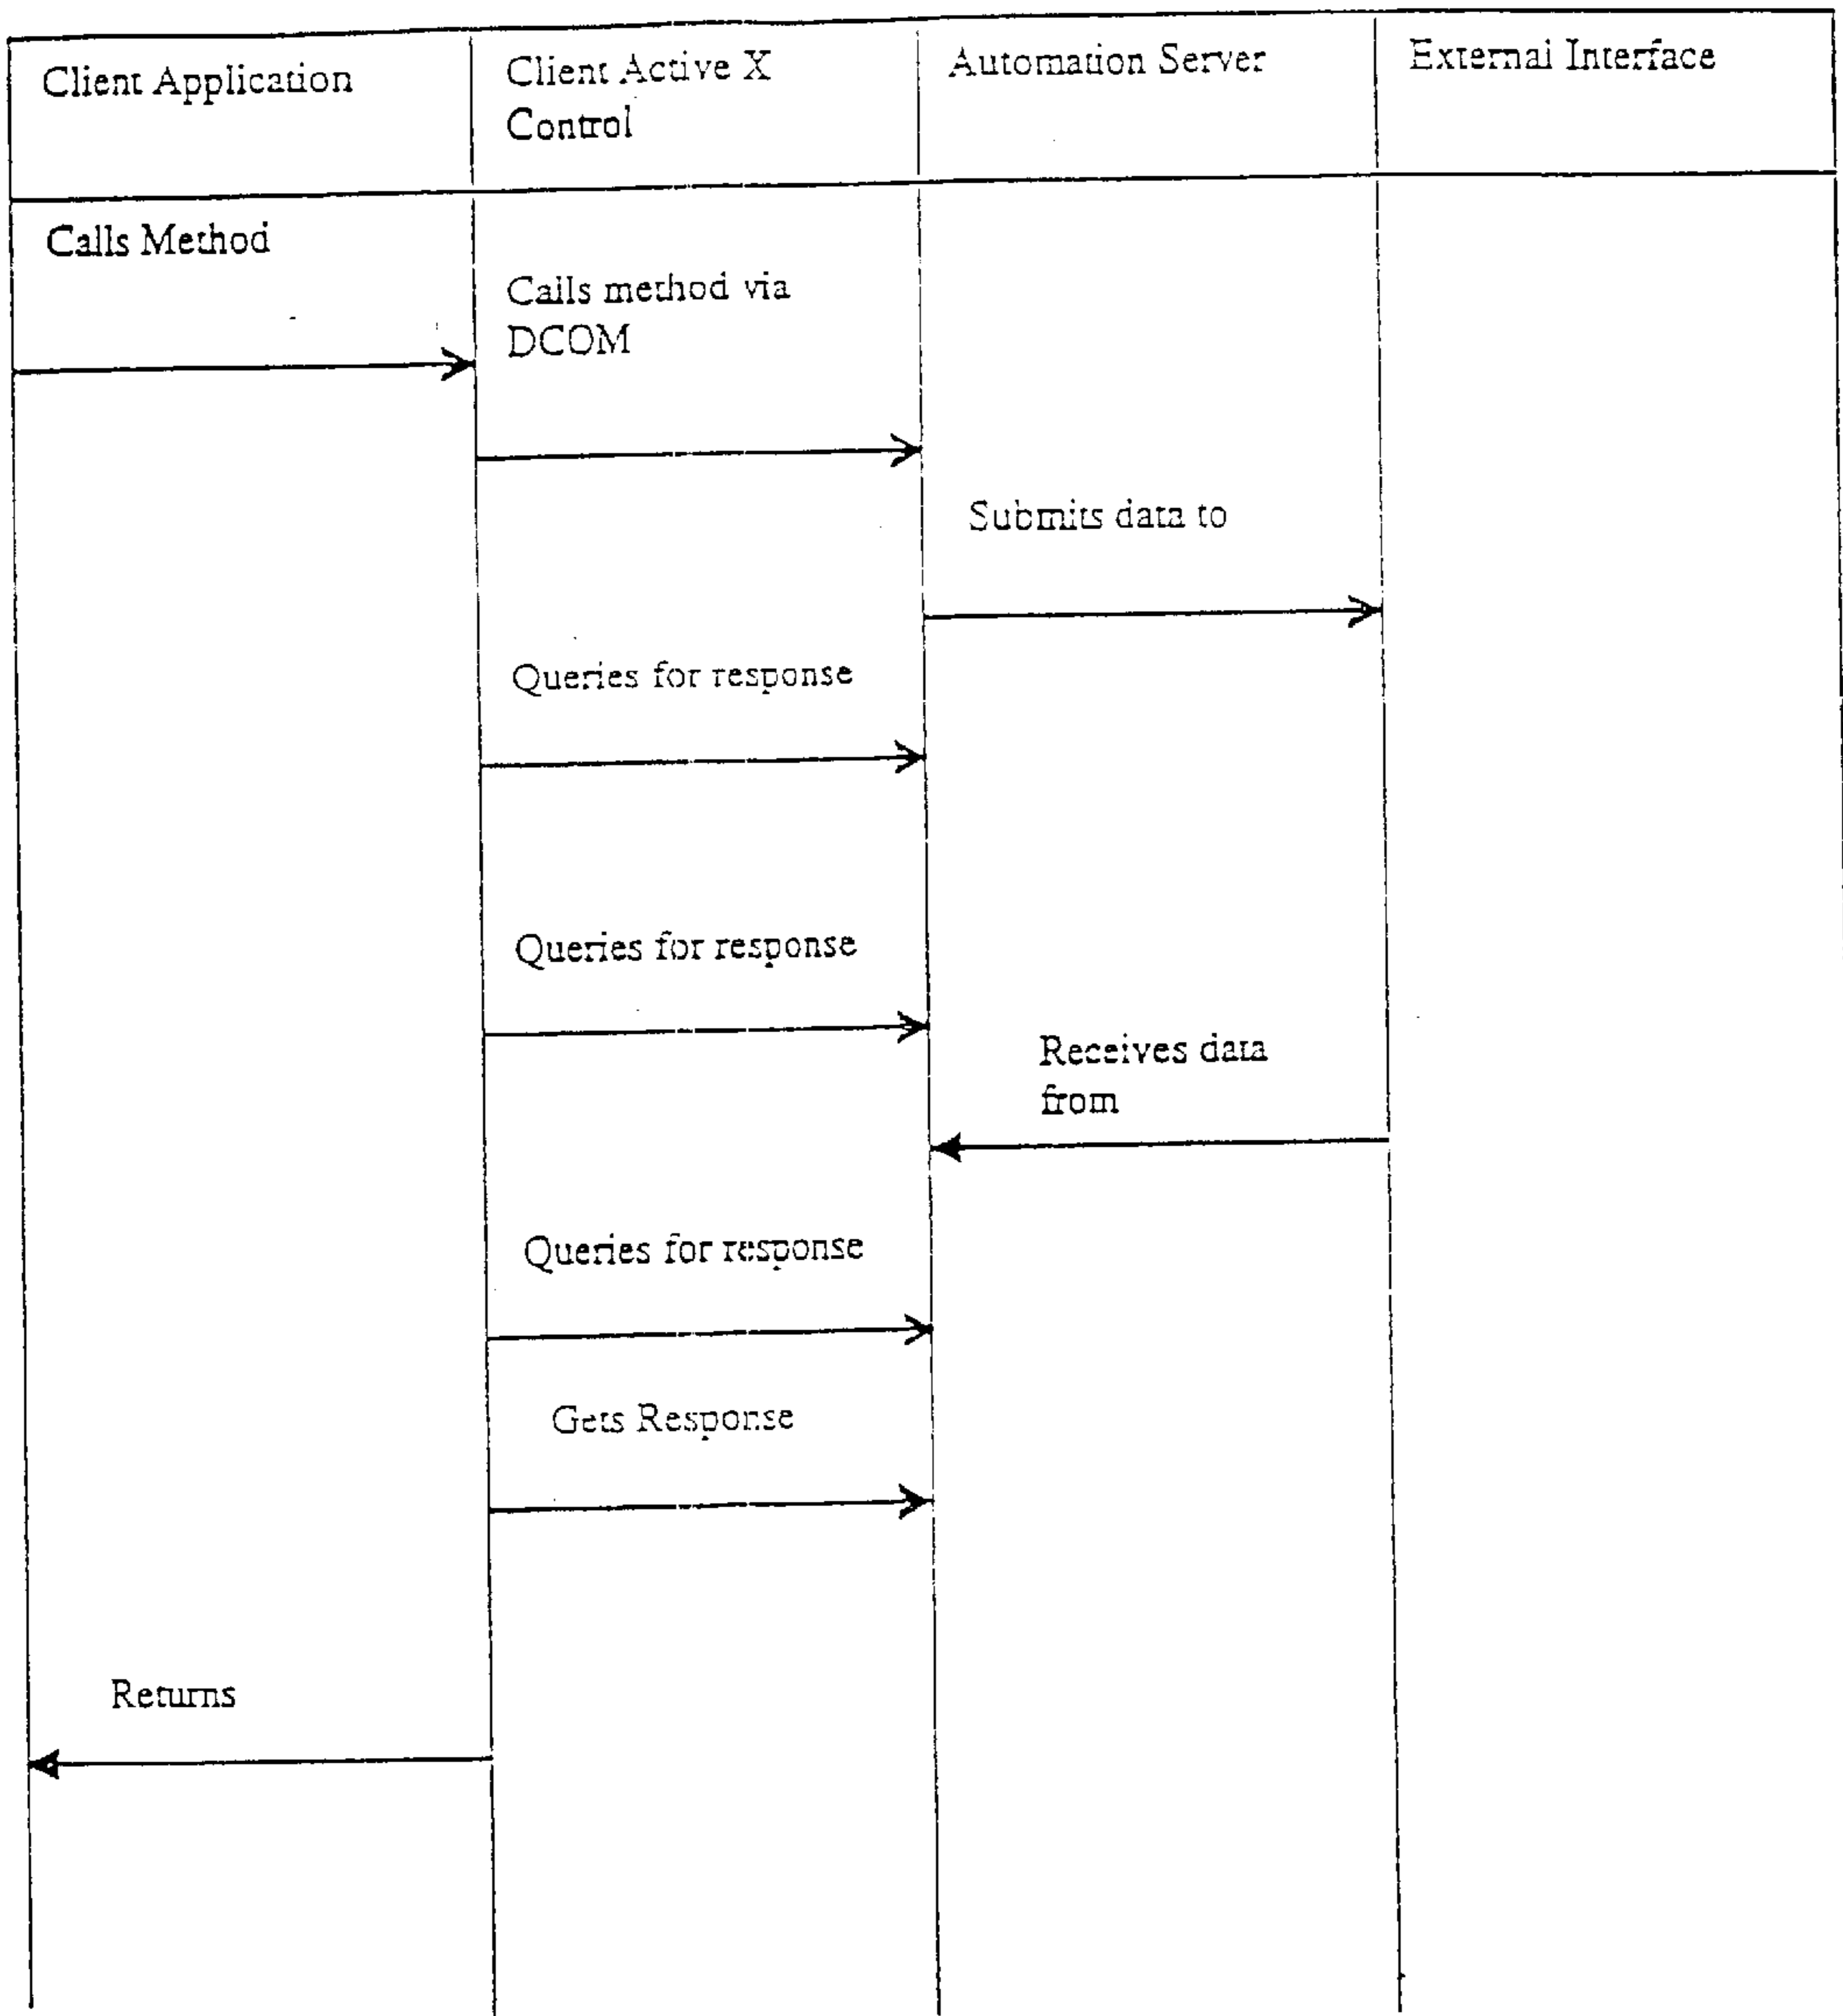 Client Application
Client Active X
Control
Automation Server
External Interface
Calls Method
Calls method via
DCOM
Submits data to
Queries for response
Queries for response
Receives data
from
Queries for response
Gets Response
Returns